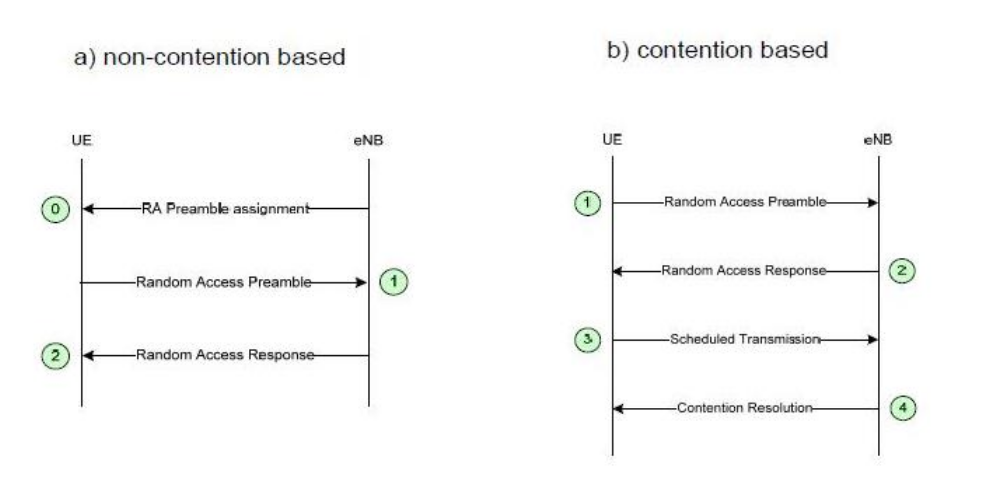 a) non-contention based
UE
eNB
0
RA Preamble assignment
Random Access Preamble
1
2
Random Access Response
b) contention based
UE
eNB
1
Random Access Preamble
Random Access Response
2
3
Scheduled Transmission
Contention Resolution
4